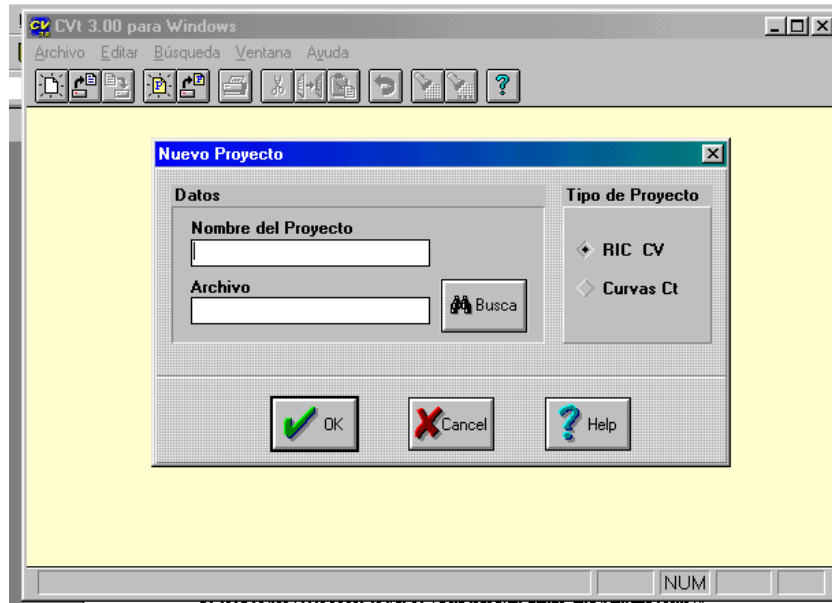 CVt 3.00 para Windows
Archivo Editar Búsqueda Ventana Ayuda
Nuevo Proyecto
Datos
Nombre del Proyecto
Archivo
Busca
Tipo de Proyecto
RIC CV
Curvas Ct
OK
Cancel
Help
NUM